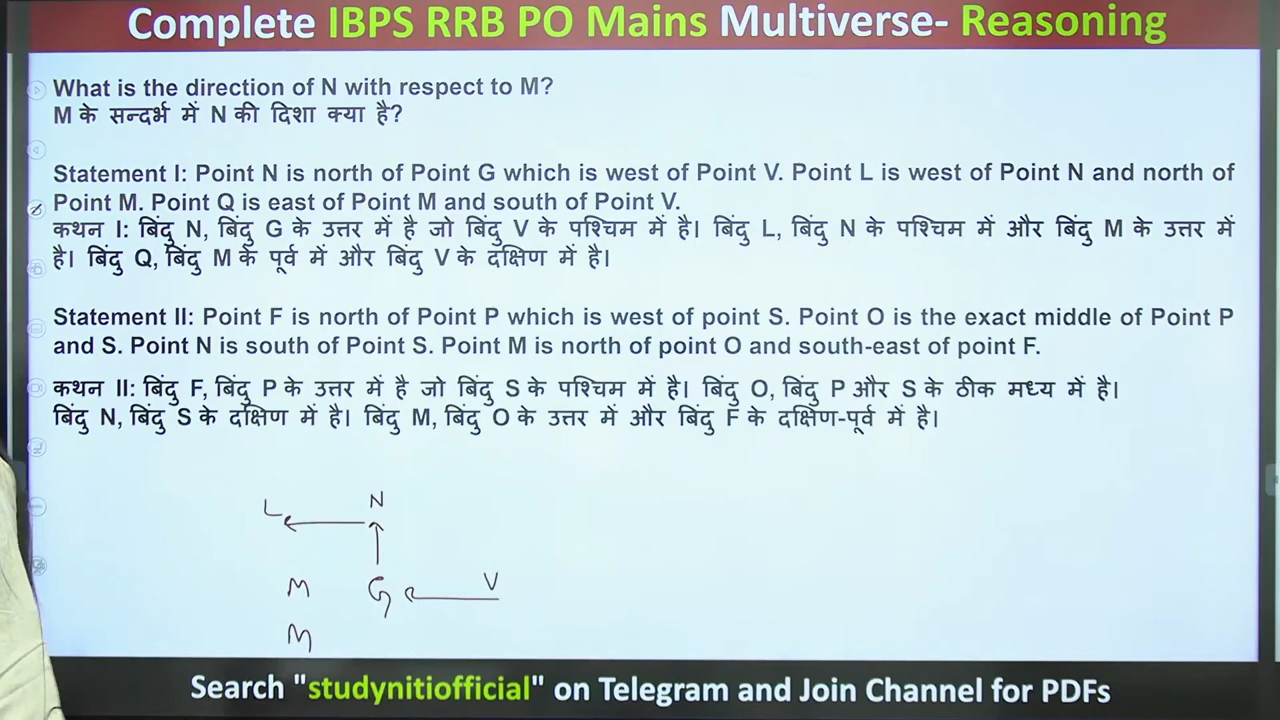 Complete IBPS RRB PO Mains Multiverse- Reasoning
What is the direction of N with respect to M?
M के सन्दर्भ में N की दिशा क्या है?
Statement I: Point N is north of Point G which is west of Point V. Point L is west of Point N and north of
Point M. Point Q is east of Point M and south of Point V.
कथन I: बिंदु N, बिंदु G के उत्तर में है जो बिंदु V के पश्चिम में है। बिंदु L, बिंदु N के पश्चिम में और बिंदु M के उत्तर में
है। बिंदु Q, बिंदु M के पूर्व में और बिंदु V के दक्षिण में है।
Statement II: Point F is north of Point P which is west of point S. Point O is the exact middle of Point P
and S. Point N is south of Point S. Point M is north of point O and south-east of point F.
कथन II: बिंदु F, बिंदु P के उत्तर में है जो बिंदु S के पश्चिम में है। बिंदु O, बिंदु P और S के ठीक मध्य में है।
बिंदु N, बिंदु S के दक्षिण में है। बिंदु M, बिंदु O के उत्तर में और बिंदु F के दक्षिण-पूर्व में है।
L N
M G V
M
Search "studynitiofficial" on Telegram and Join Channel for PDFs